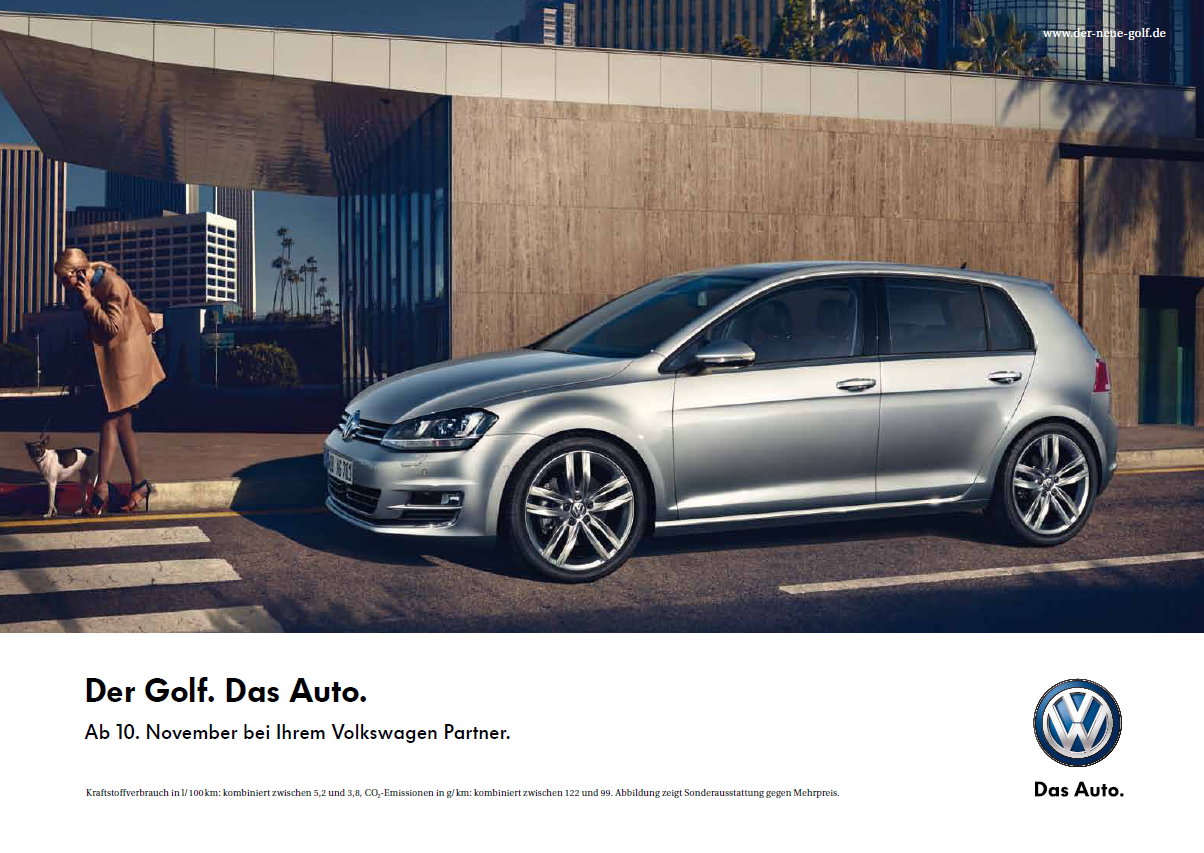 www.der-neue-golf.de
Der Golf. Das Auto.
Ab 10. November bei Ihrem Volkswagen Partner.
Kraftstoffverbrauch in l/100 km: kombiniert zwischen 5,2 und 3,8, CO₂-Emissionen in g/km: kombiniert zwischen 122 und 99. Abbildung zeigt Sonderausstattung gegen Mehrpreis.
Das Auto.